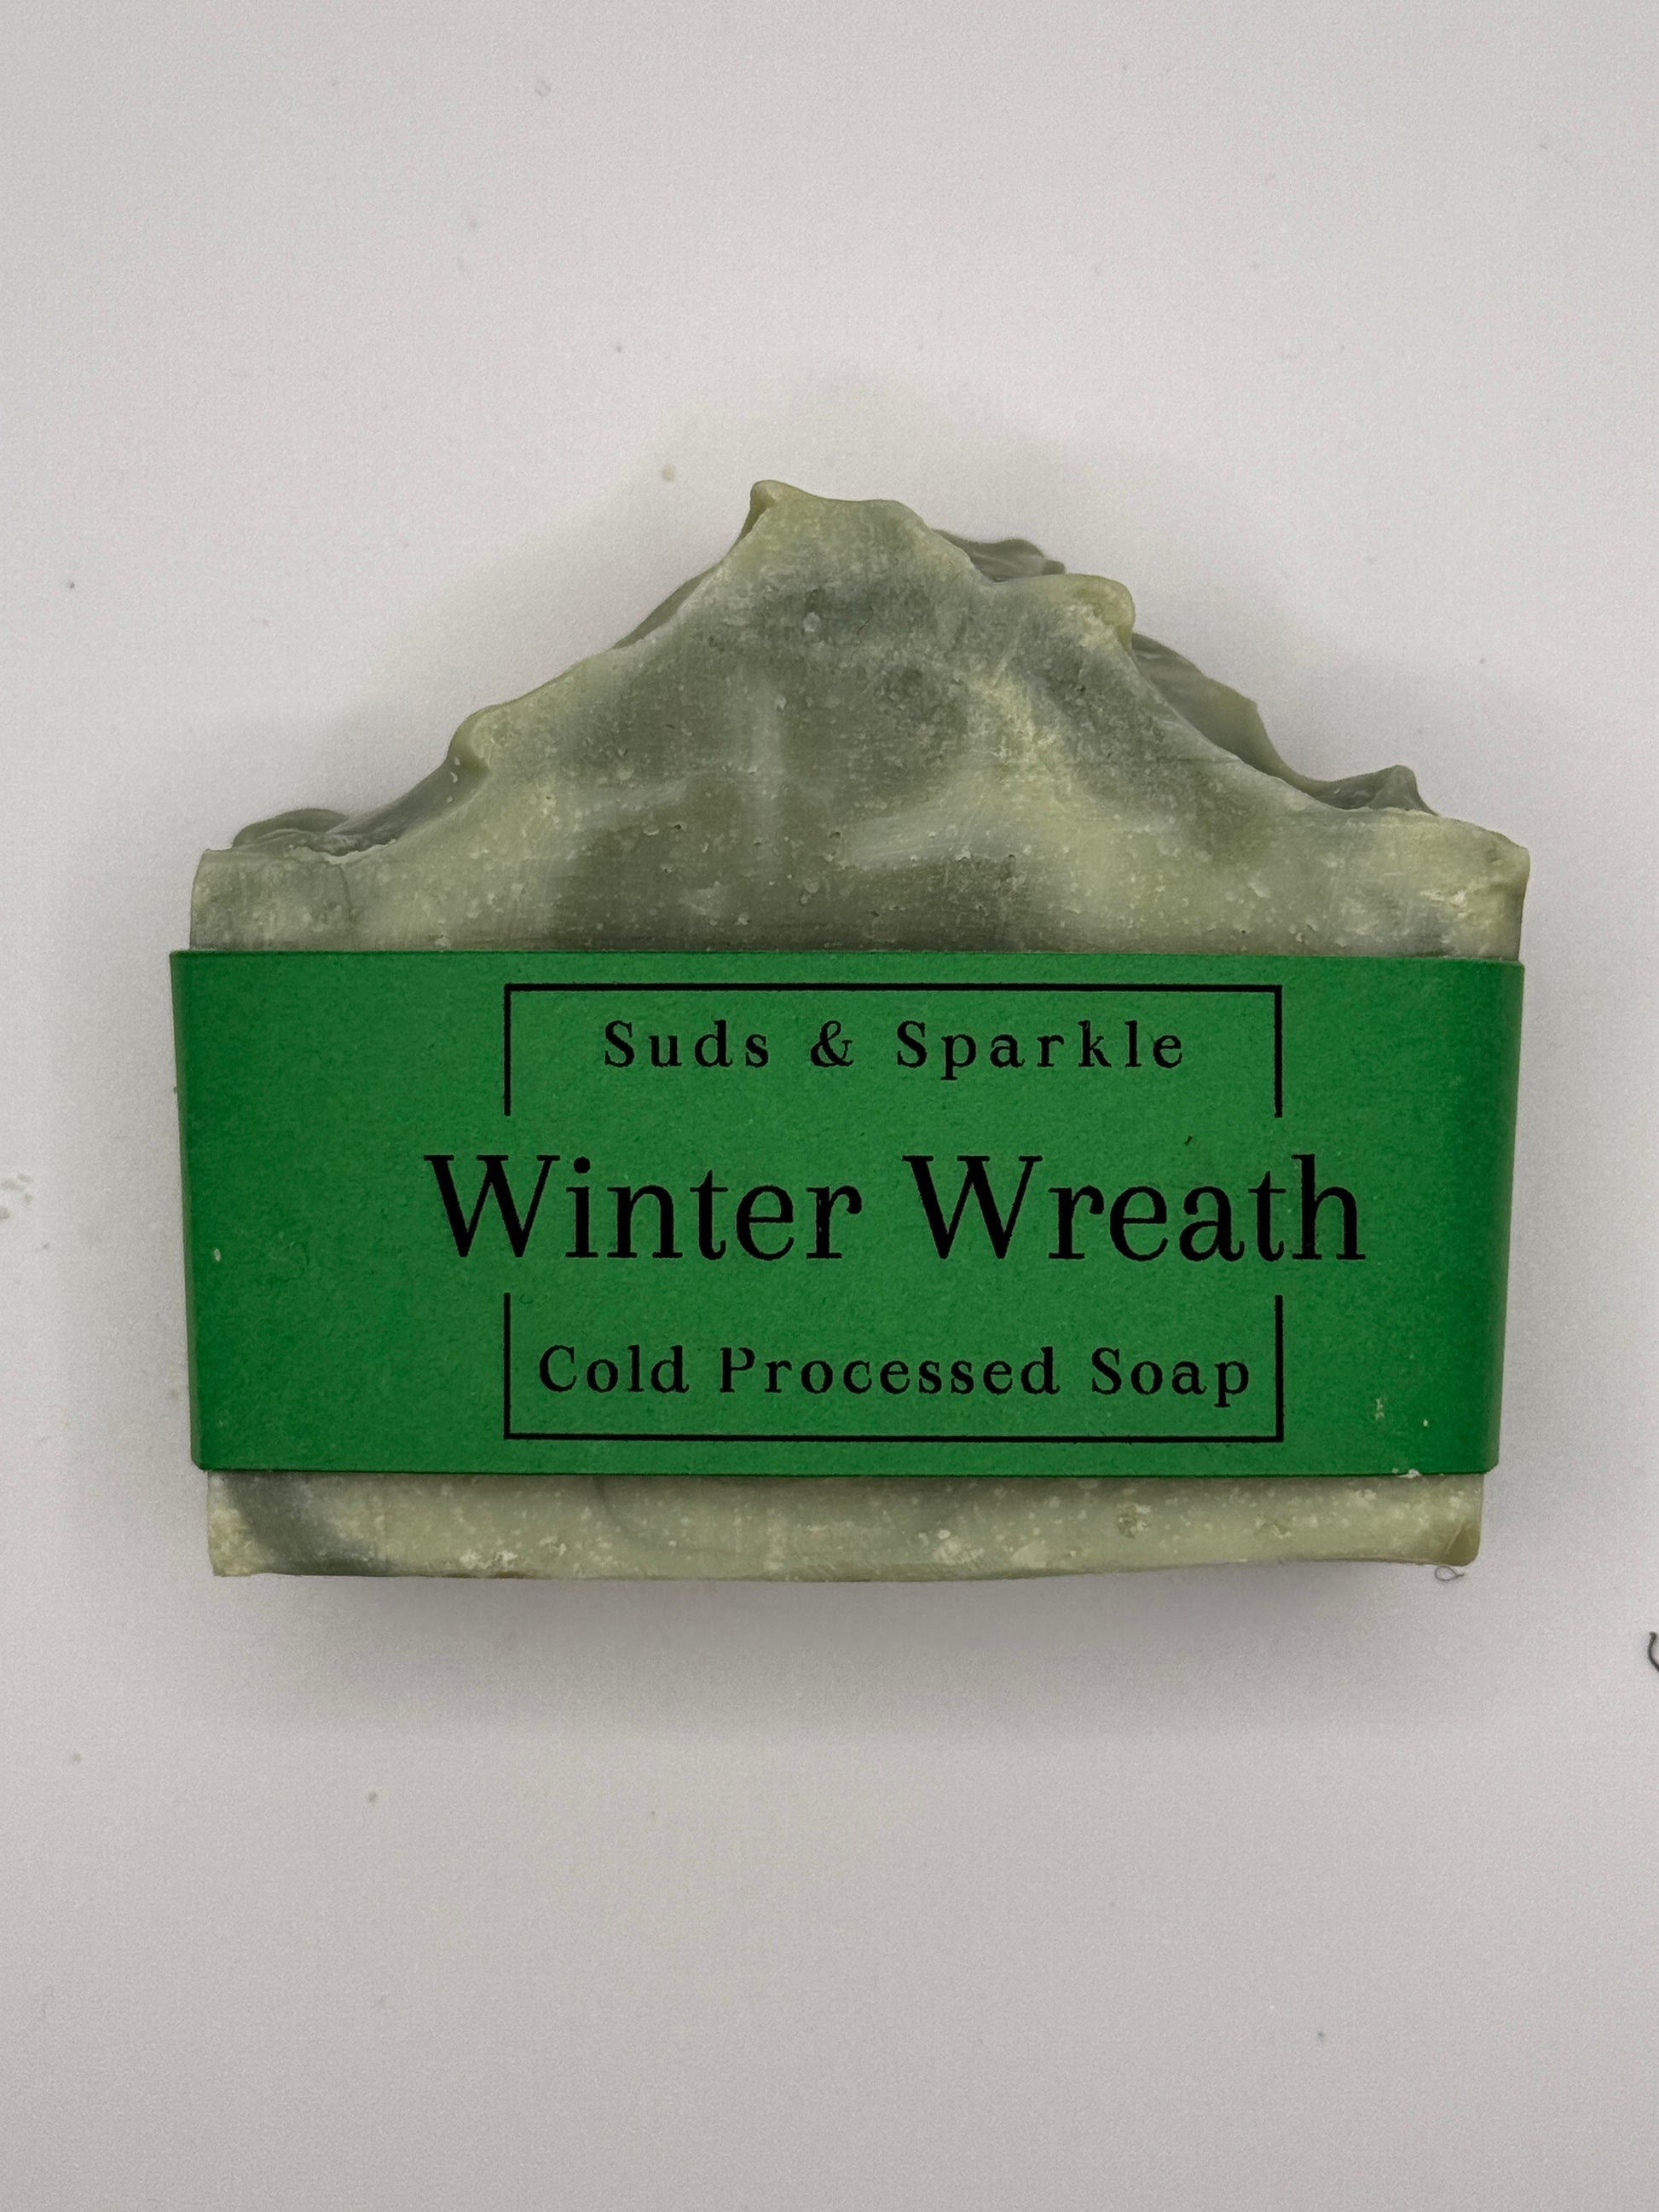 Suds & Sparkle
Winter Wreath
Cold Processed Soap